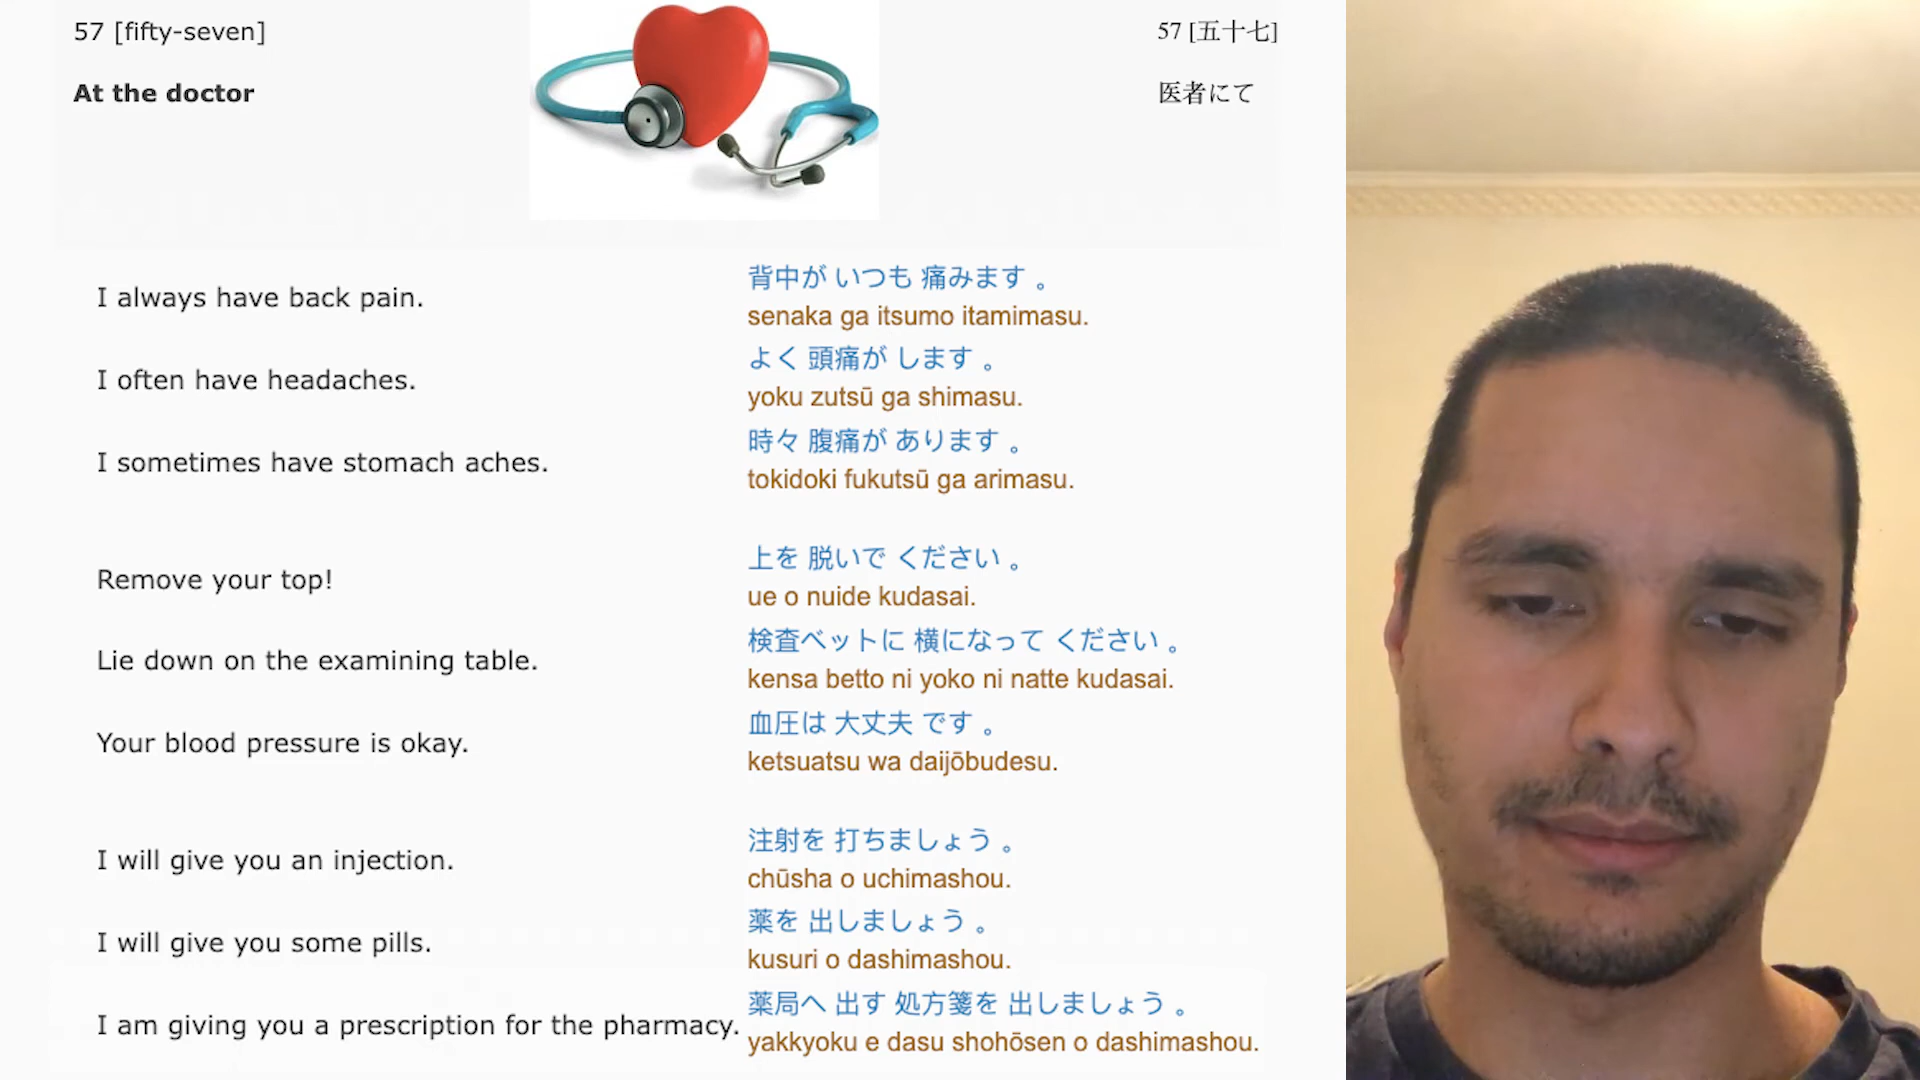 57 [fifty-seven]
57 [五十七]
At the doctor
医者にて
I always have back pain.
背中が いつも 痛みます 。
senaka ga itsumo itamimasu.
I often have headaches.
よく 頭痛が します 。
yoku zutsū ga shimasu.
I sometimes have stomach aches.
時々 腹痛が あります 。
tokidoki fukutsū ga arimasu.
Remove your top!
上を 脱いで ください 。
ue o nuide kudasai.
Lie down on the examining table.
検査ベットに 横になって ください 。
kensa betto ni yoko ni natte kudasai.
Your blood pressure is okay.
血圧は 大丈夫 です 。
ketsuatsu wa daijōbudesu.
I will give you an injection.
注射を 打ちましょう 。
chūsha o uchimashou.
I will give you some pills.
薬を 出しましょう 。
kusuri o dashimashou.
I am giving you a prescription for the pharmacy.
薬局へ 出す 処方箋を 出しましょう 。
yakkyoku e dasu shohōsen o dashimashou.